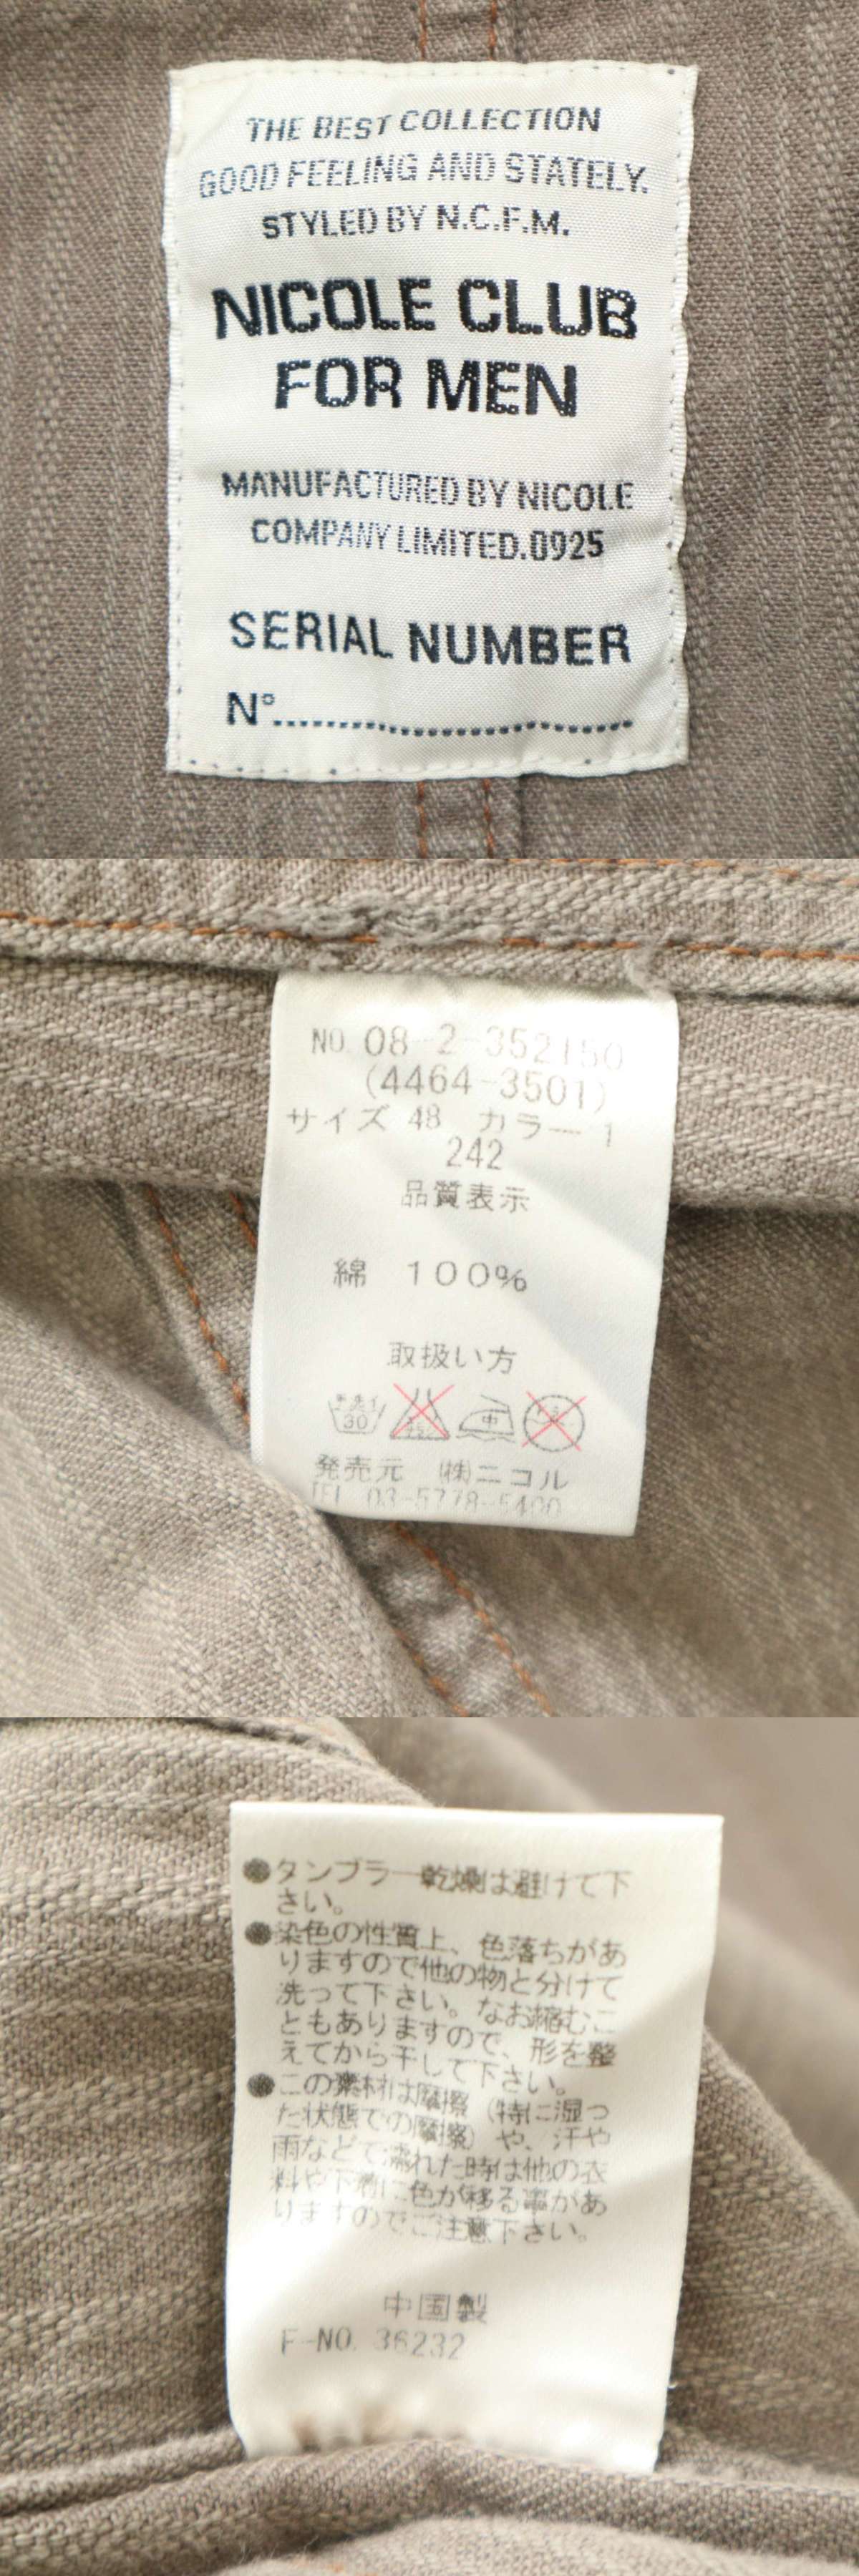 THE BEST COLLECTION
GOOD FEELING AND STATELY.
STYLED BY N.C.F.M.
NICOLE CLUB
FOR MEN
MANUFACTURED BY NICOLE
COMPANY LIMITED.0925
SERIAL NUMBER
N°..............................
NO. 08-2-352150
(4464-3501)
サイズ 48 カラー 1
242
品質表示
綿 100%
取扱い方
手洗イ
30
中
発売元 (株)ニコル
TEL 03-5778-5400
●タンブラー乾燥は避けて下
さい。
●染色の性質上、色落ちがあ
りますので他の物と分けて
洗って下さい。なお縮むこ
ともありますので、形を整
えてから干して下さい。
●この素材は摩擦(特に湿っ
た状態での摩擦)や、汗や
雨などで濡れた時は他の衣
料や下着に色が移る事があ
りますのでご注意下さい。
中国製
F-NO. 36232